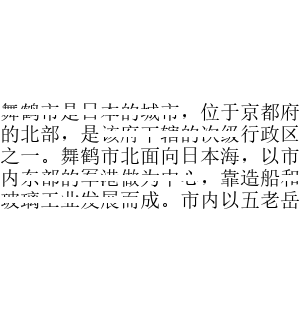 舞鹤市是日本的城市，位于京都府
的北部，是该府下辖的次级行政区
之一。舞鹤市北面向日本海，以市
内东部的军港做为中心，靠造船和
玻璃工业发展而成。市内以五老岳